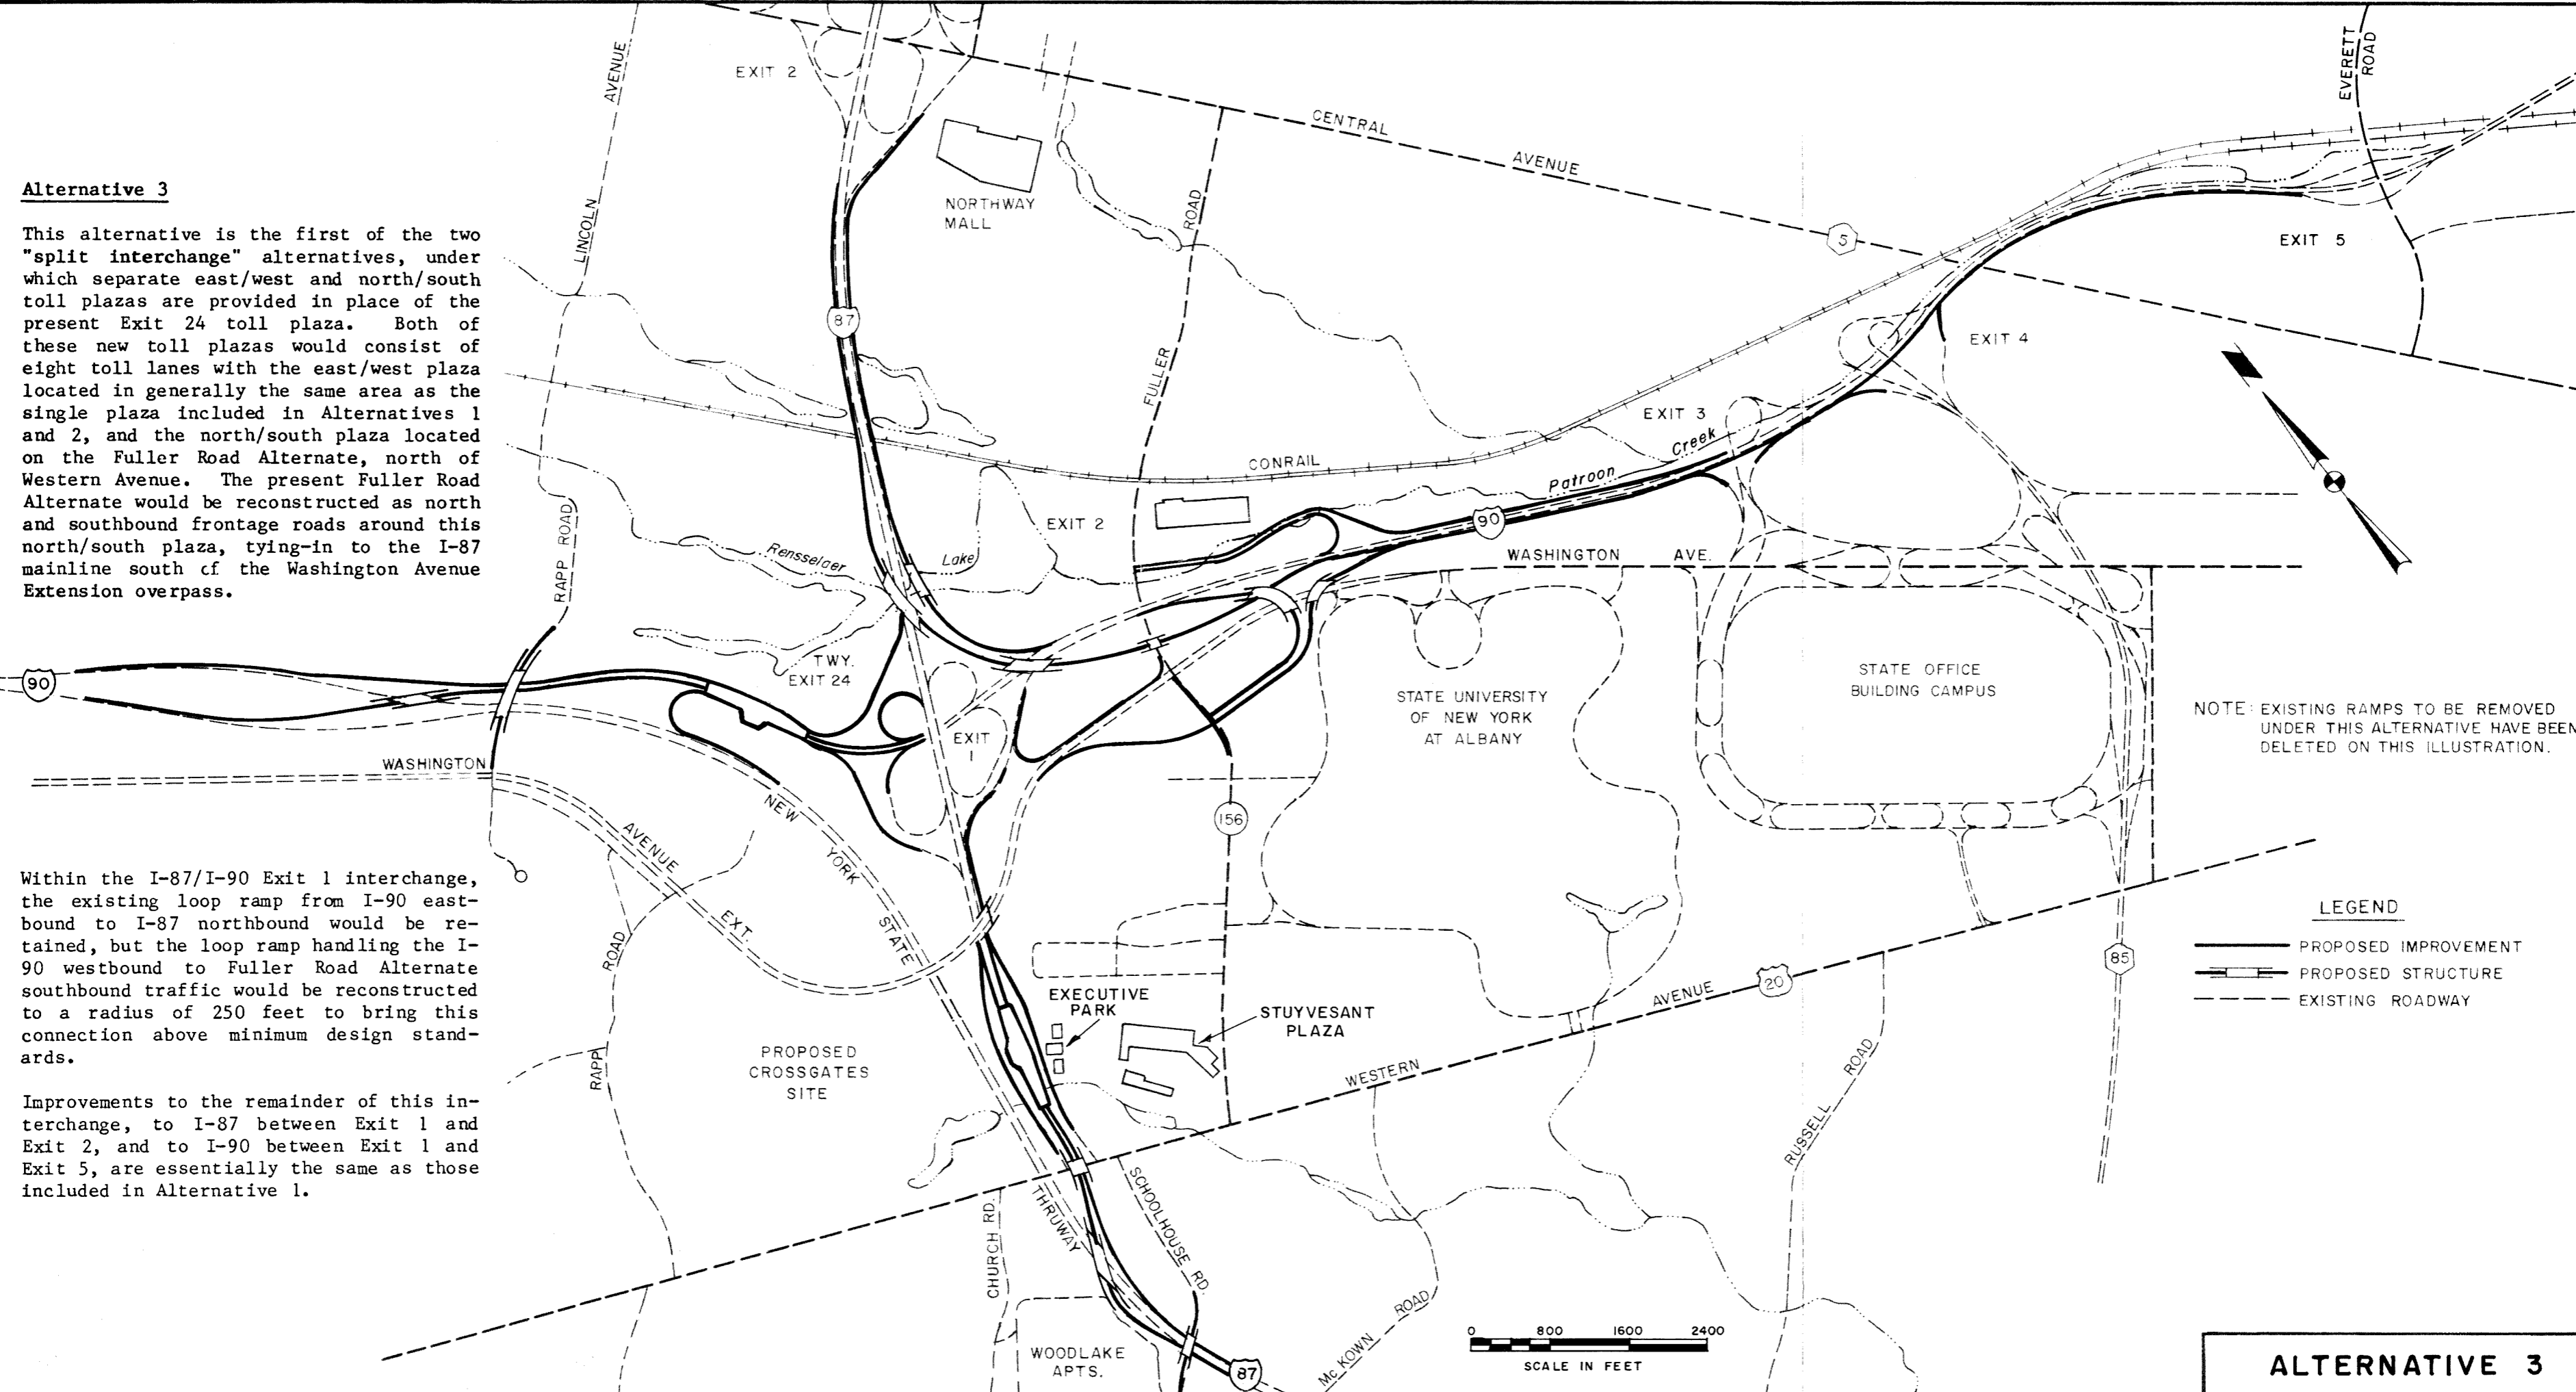 Alternative 3
This alternative is the first of the two
"split interchange" alternatives, under
which separate east/west and north/south
toll plazas are provided in place of the
present Exit 24 toll plaza. Both of
these new toll plazas would consist of
eight toll lanes with the east/west plaza
located in generally the same area as the
single plaza included in Alternatives 1
and 2, and the north/south plaza located
on the Fuller Road Alternate, north of
Western Avenue. The present Fuller Road
Alternate would be reconstructed as north
and southbound frontage roads around this
north/south plaza, tying-in to the I-87
mainline south of the Washington Avenue
Extension overpass.
Within the I-87/I-90 Exit 1 interchange,
the existing loop ramp from I-90 east-
bound to I-87 northbound would be re-
tained, but the loop ramp handling the I-
90 westbound to Fuller Road Alternate
southbound traffic would be reconstructed
to a radius of 250 feet to bring this
connection above minimum design stand-
ards.
Improvements to the remainder of this in-
terchange, to I-87 between Exit 1 and
Exit 2, and to I-90 between Exit 1 and
Exit 5, are essentially the same as those
included in Alternative 1.
EXIT 2
LINCOLN AVENUE
NORTHWAY
MALL
87
FULLER ROAD
CENTRAL AVENUE
5
EVERETT
ROAD
EXIT 5
EXIT 4
EXIT 3
Patroon Creek
CONRAIL
EXIT 2
90
WASHINGTON AVE.
Rensselaer Lake
RAPP ROAD
TWY.
EXIT 24
90
EXIT
1
WASHINGTON
AVENUE
EXT.
NEW
YORK
STATE
THRUWAY
STATE UNIVERSITY
OF NEW YORK
AT ALBANY
STATE OFFICE
BUILDING CAMPUS
NOTE: EXISTING RAMPS TO BE REMOVED
UNDER THIS ALTERNATIVE HAVE BEEN
DELETED ON THIS ILLUSTRATION.
156
RAPP ROAD
PROPOSED
CROSSGATES
SITE
EXECUTIVE
PARK
STUYVESANT
PLAZA
WESTERN AVENUE
20
85
RUSSELL ROAD
CHURCH RD.
SCHOOLHOUSE RD.
WOODLAKE
APTS.
87
McKOWN ROAD
LEGEND
PROPOSED IMPROVEMENT
PROPOSED STRUCTURE
EXISTING ROADWAY
0 800 1600 2400
SCALE IN FEET
ALTERNATIVE 3